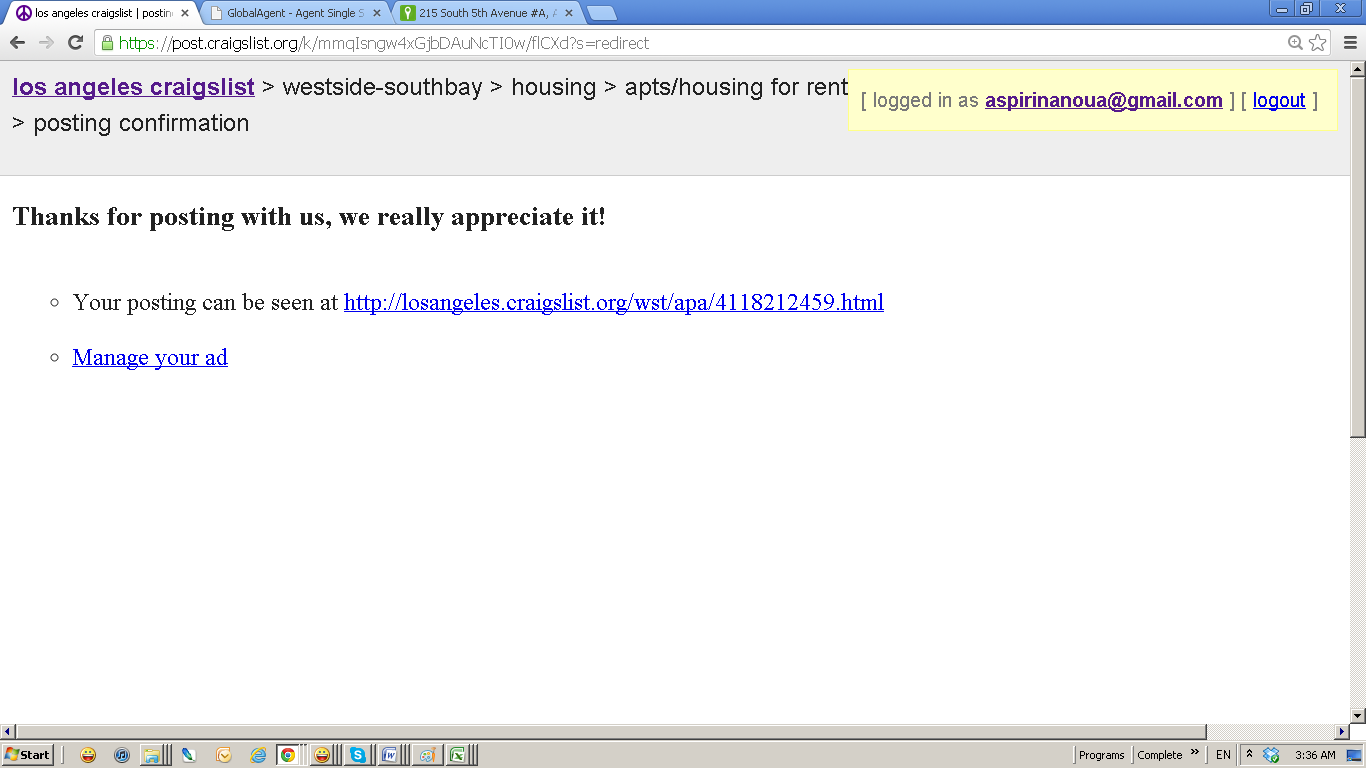 los angeles craigslist | postin
GlobalAgent - Agent Single S
215 South 5th Avenue #A, A
https://post.craigslist.org/k/mmqIsngw4xGjbDAuNcTI0w/flCXd?s=redirect
los angeles craigslist > westside-southbay > housing > apts/housing for rent
> posting confirmation
[ logged in as aspirinanoua@gmail.com ] [ logout ]
Thanks for posting with us, we really appreciate it!
Your posting can be seen at http://losangeles.craigslist.org/wst/apa/4118212459.html
Manage your ad
Start
Programs
Complete
EN
3:36 AM